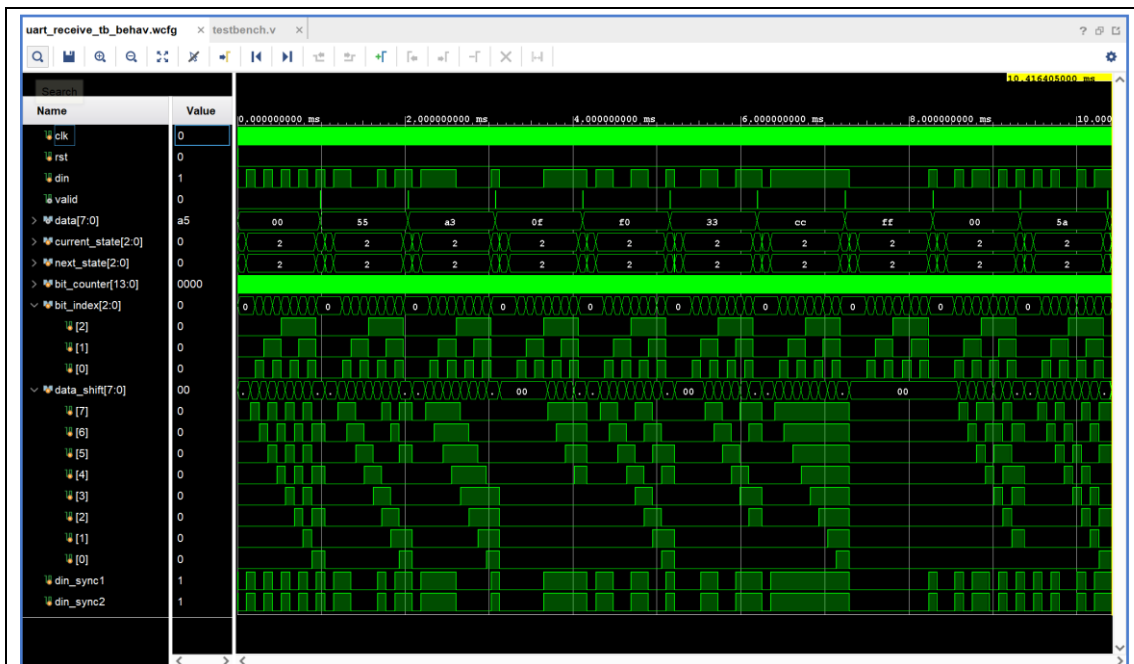 uart_receive_tb_behav.wcfg × testbench.v ×
Search
10.416405000 ms
Name Value
0.000000000 ms 2.000000000 ms 4.000000000 ms 6.000000000 ms 8.000000000 ms 10.000
clk 0
rst 0
din 1
valid 0
data[7:0] a5 00 55 a3 0f f0 33 cc ff 00 5a
current_state[2:0] 0 2 2 2 2 2 2 2 2 2 2
next_state[2:0] 0 2 2 2 2 2 2 2 2 2 2
bit_counter[13:0] 0000
bit_index[2:0] 0 0 0 0 0 0 0 0 0 0 0
[2] 0
[1] 0
[0] 0
data_shift[7:0] 00 00 00 00
[7] 0
[6] 0
[5] 0
[4] 0
[3] 0
[2] 0
[1] 0
[0] 0
din_sync1 1
din_sync2 1